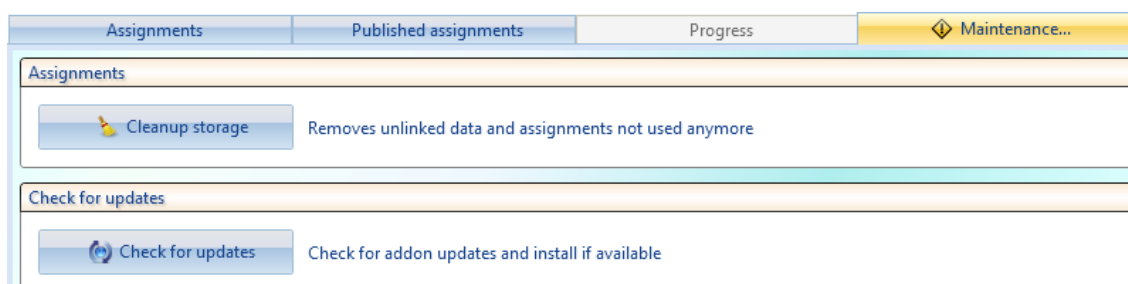 Assignments Published assignments Progress Maintenance...
Assignments
Cleanup storage Removes unlinked data and assignments not used anymore
Check for updates
Check for updates Check for addon updates and install if available